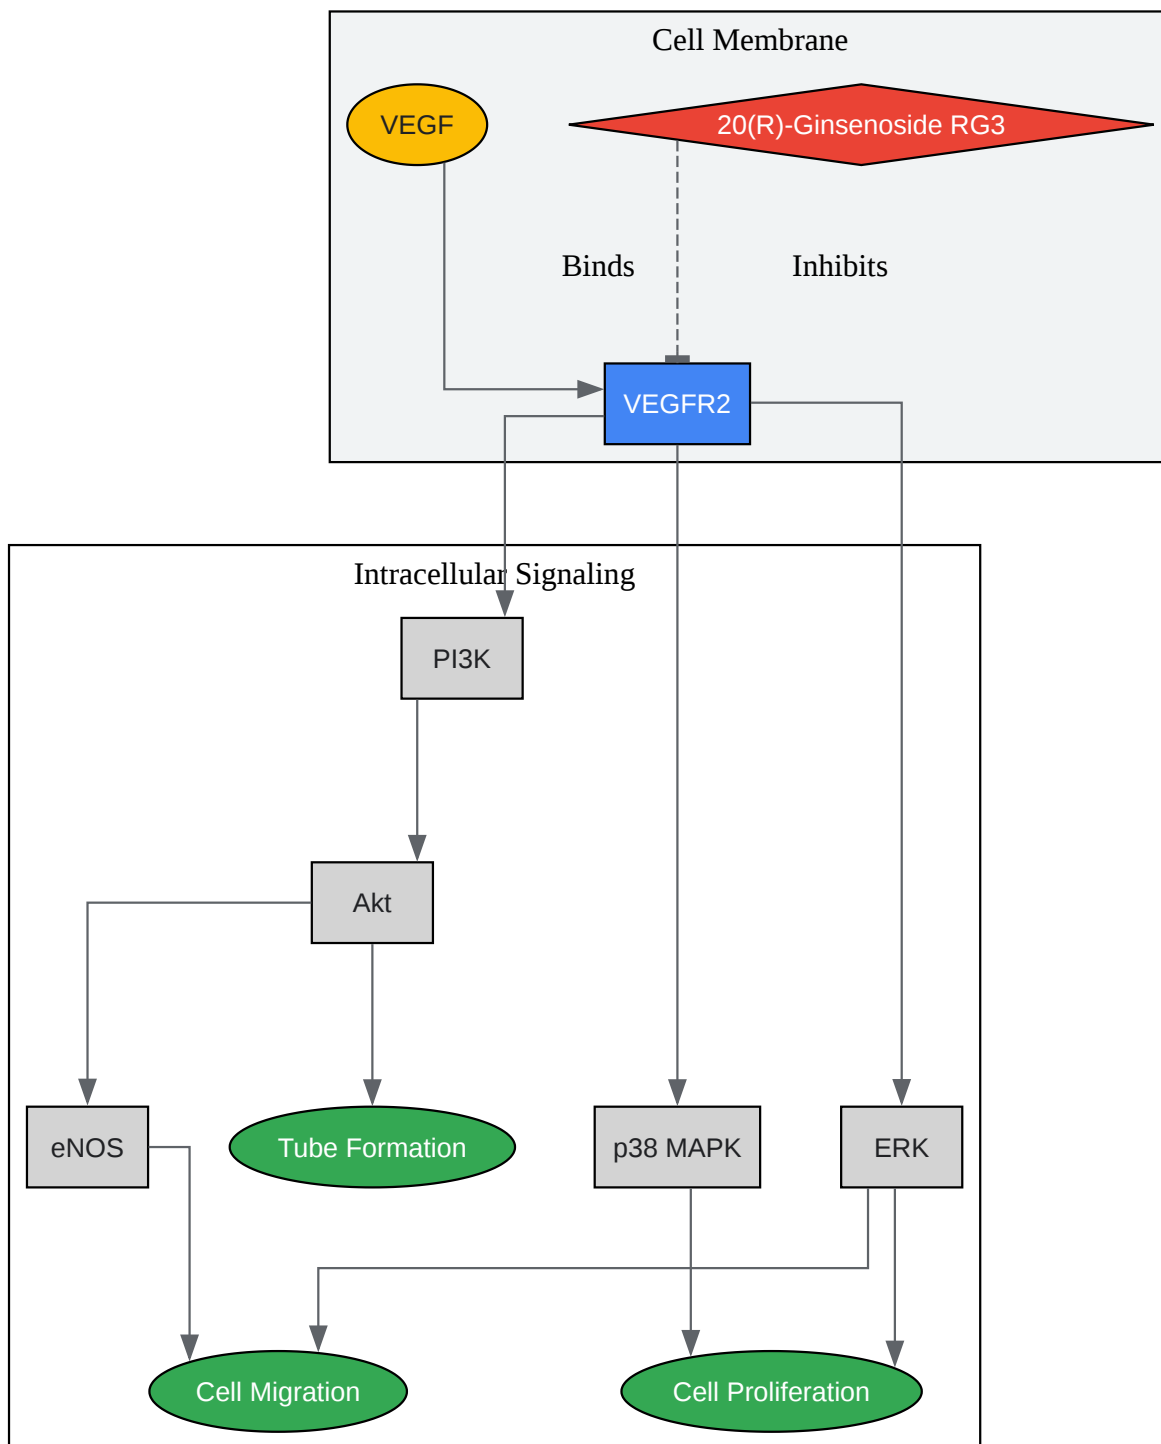 Cell Membrane
VEGF
20(R)-Ginsenoside RG3
Binds
Inhibits
VEGFR2
Intracellular Signaling
PI3K
Akt
eNOS
Tube Formation
p38 MAPK
ERK
Cell Migration
Cell Proliferation